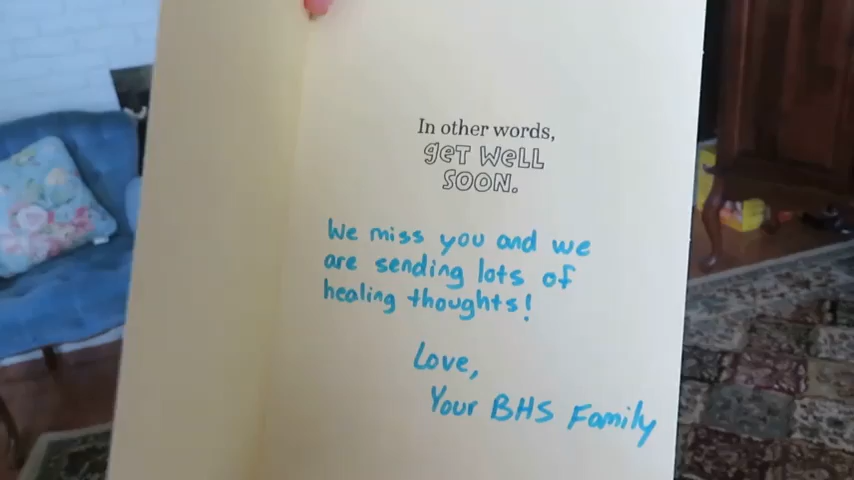 In other words,
GET WELL
SOON.
We miss you and we
are sending lots of
healing thoughts!
Love,
Your BHS Family